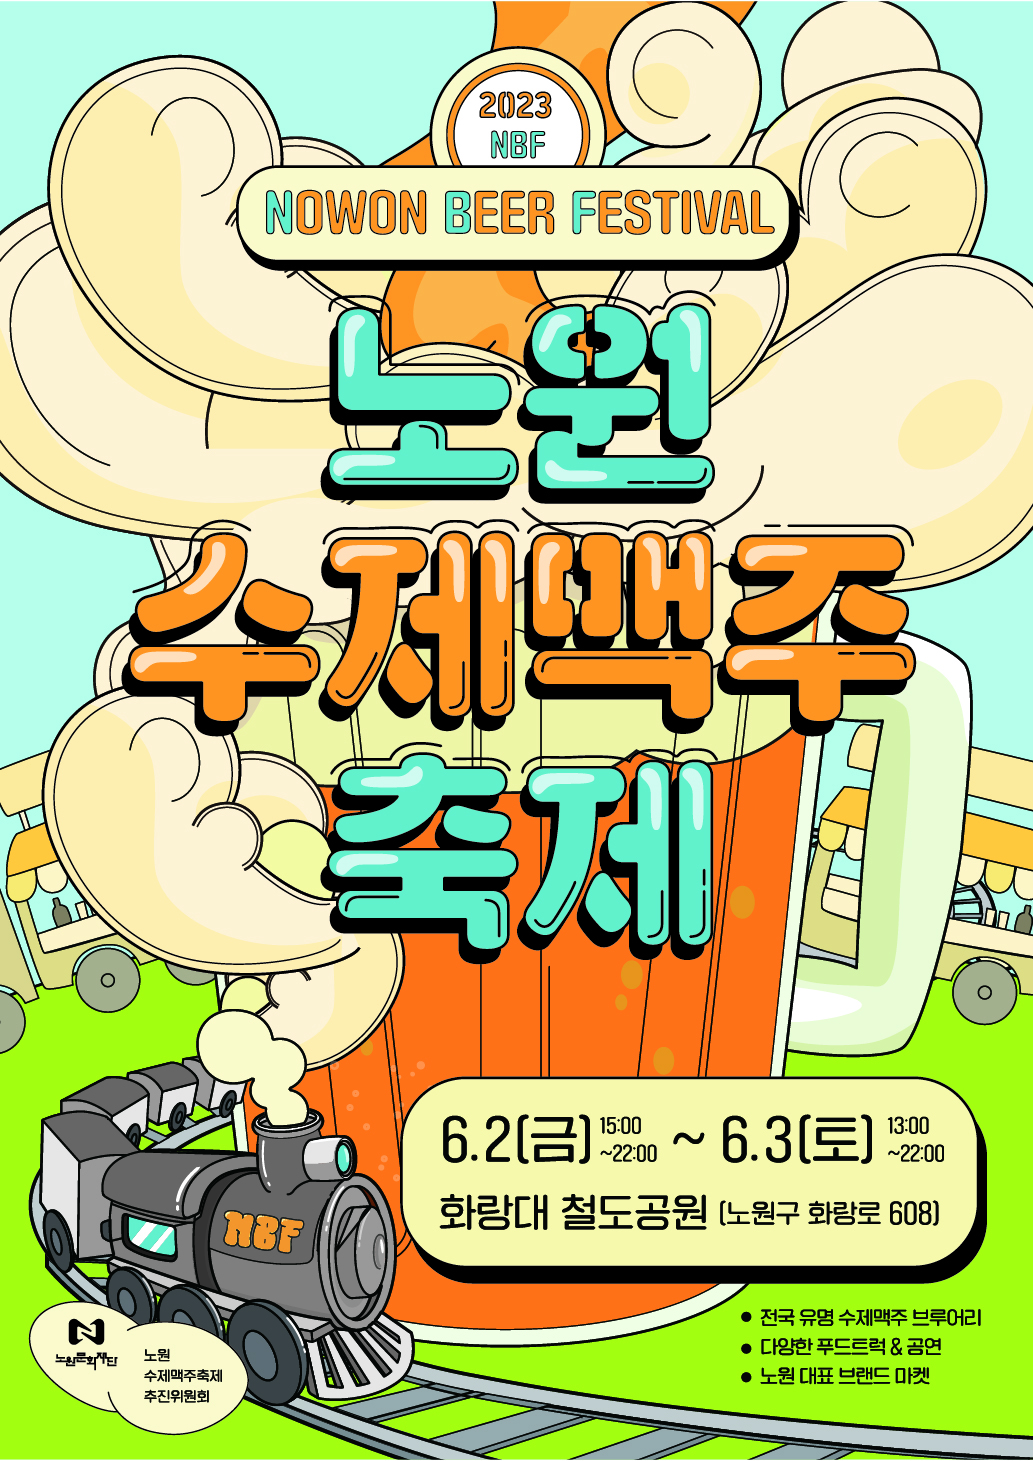 2023
NBF
NOWON BEER FESTIVAL
노원
수제맥주
축제
6.2(금) 15:00 ~22:00 ~ 6.3(토) 13:00 ~22:00
화랑대 철도공원 (노원구 화랑로 608)
NBF
● 전국 유명 수제맥주 브루어리
● 다양한 푸드트럭 & 공연
● 노원 대표 브랜드 마켓
노원문화재단
노원
수제맥주축제
추진위원회